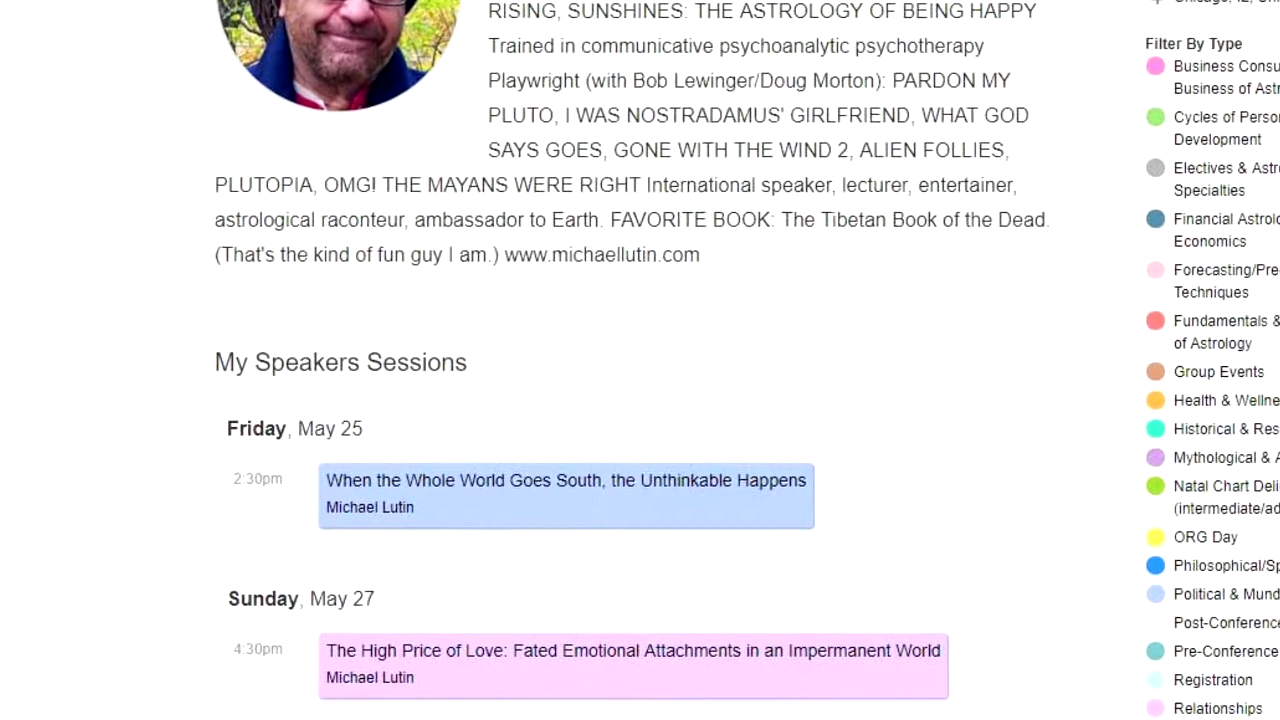 RISING, SUNSHINES: THE ASTROLOGY OF BEING HAPPY
Trained in communicative psychoanalytic psychotherapy
Playwright (with Bob Lewinger/Doug Morton): PARDON MY
PLUTO, I WAS NOSTRADAMUS' GIRLFRIEND, WHAT GOD
SAYS GOES, GONE WITH THE WIND 2, ALIEN FOLLIES,
PLUTOPIA, OMG! THE MAYANS WERE RIGHT International speaker, lecturer, entertainer,
astrological raconteur, ambassador to Earth. FAVORITE BOOK: The Tibetan Book of the Dead.
(That's the kind of fun guy I am.) www.michaellutin.com
My Speakers Sessions
Friday, May 25
2:30pm
When the Whole World Goes South, the Unthinkable Happens
Michael Lutin
Sunday, May 27
4:30pm
The High Price of Love: Fated Emotional Attachments in an Impermanent World
Michael Lutin
Filter By Type
Business Consu
Business of Astr
Cycles of Person
Development
Electives & Astro
Specialties
Financial Astrolo
Economics
Forecasting/Pre
Techniques
Fundamentals &
of Astrology
Group Events
Health & Wellne
Historical & Res
Mythological & A
Natal Chart Deli
(intermediate/ad
ORG Day
Philosophical/Sp
Political & Mund
Post-Conference
Pre-Conference
Registration
Relationships